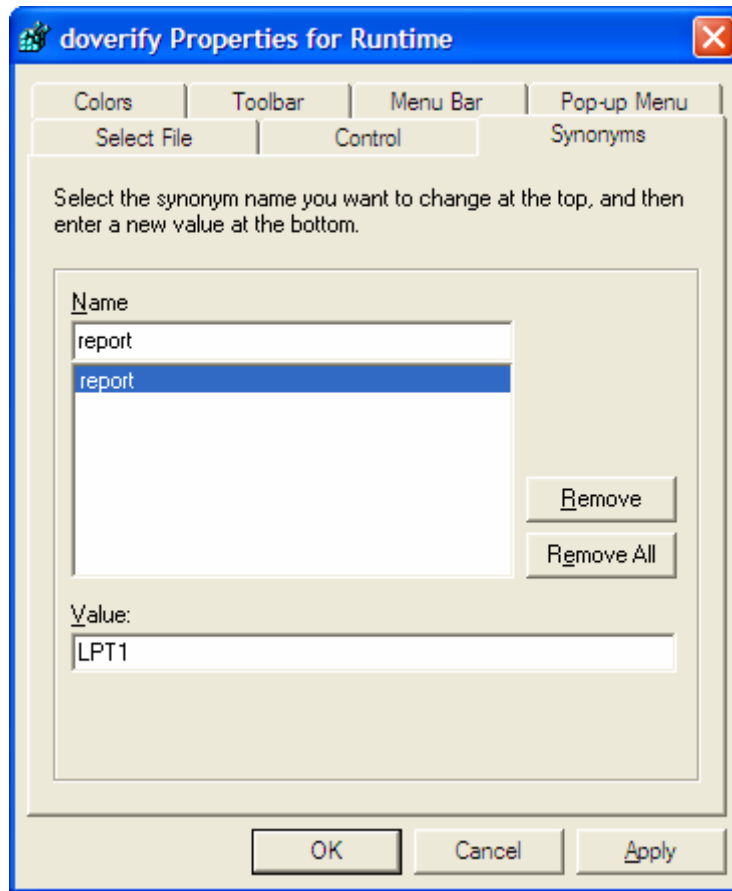 doverify Properties for Runtime
Colors Toolbar Menu Bar Pop-up Menu
Select File Control Synonyms
Select the synonym name you want to change at the top, and then
enter a new value at the bottom.
Name
report
report
Remove
Remove All
Value:
LPT1
OK Cancel Apply